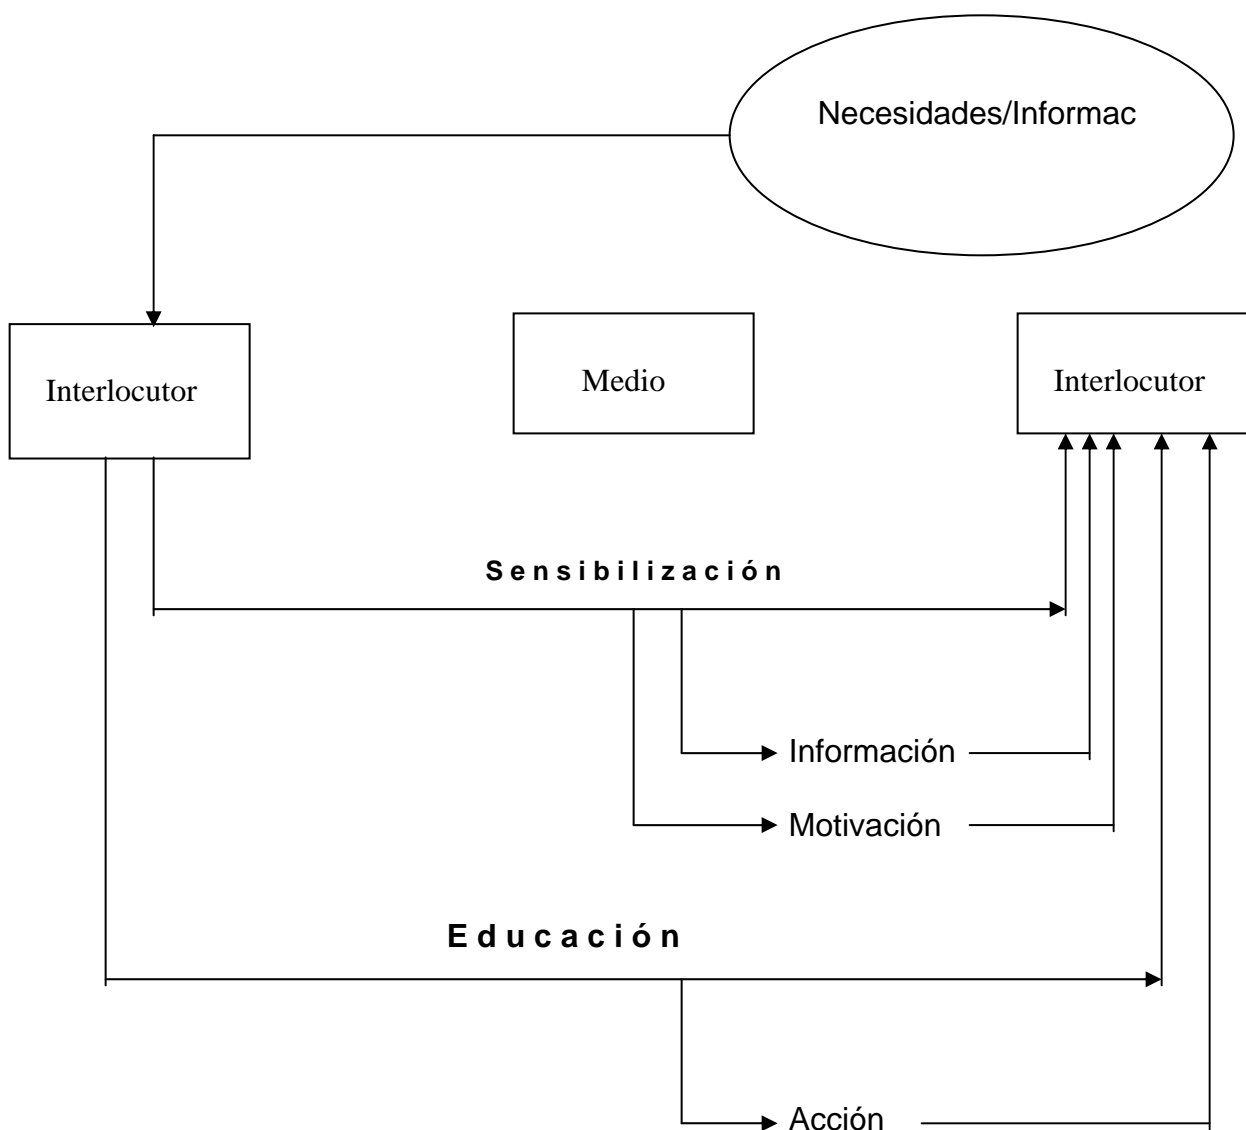 Necesidades/Informac
Interlocutor
Medio
Interlocutor
Sensibilización
Información
Motivación
Educación
Acción